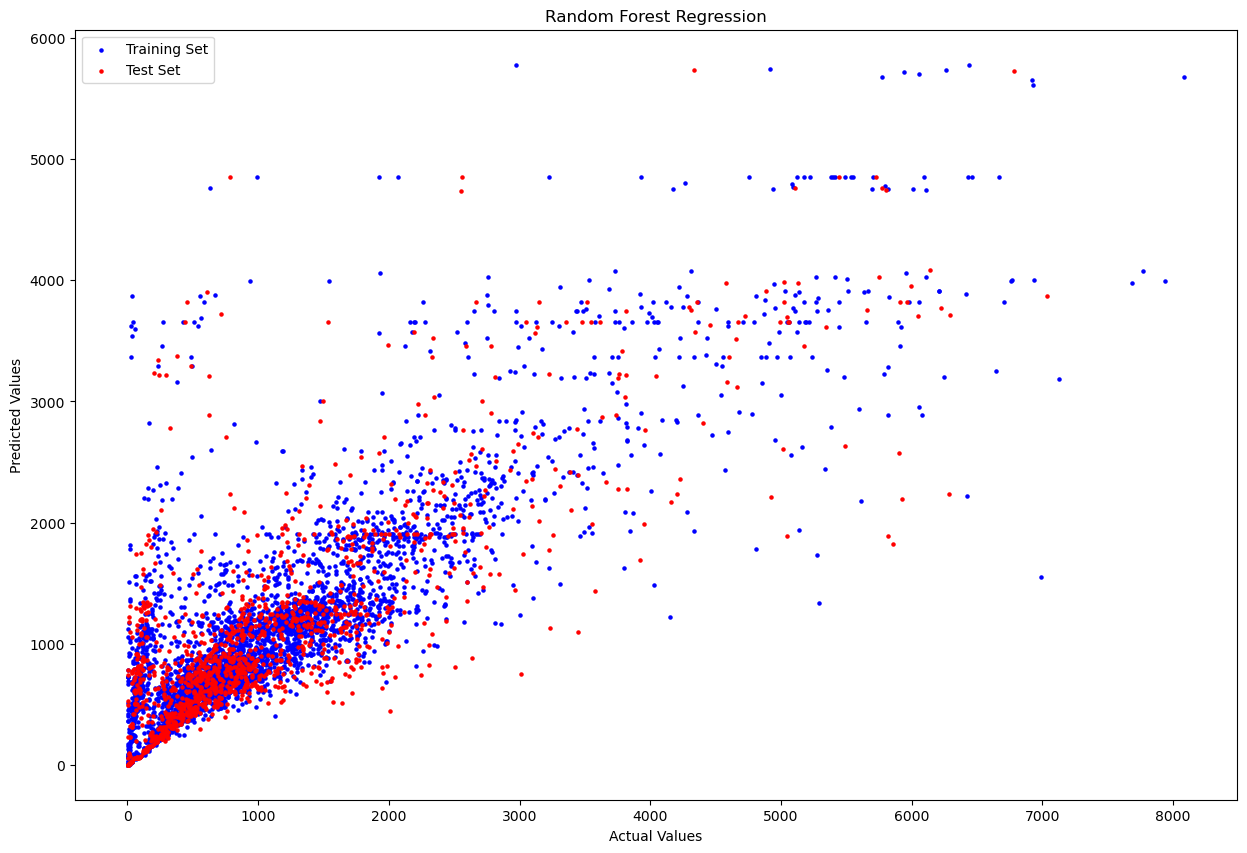 Random Forest Regression
Training Set
Test Set
6000
5000
4000
3000
2000
1000
0
Predicted Values
0 1000 2000 3000 4000 5000 6000 7000 8000
Actual Values